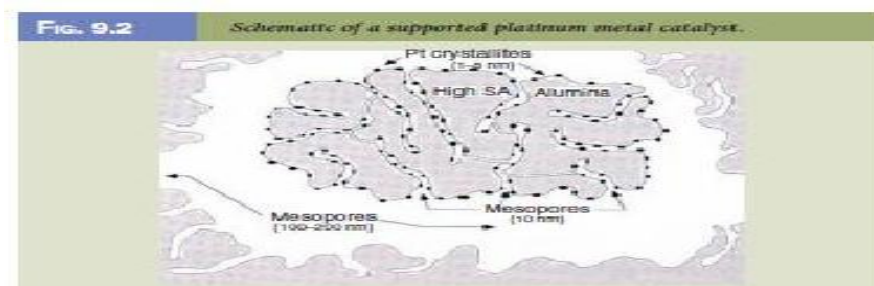 FIG. 9.2
Schematic of a supported platinum metal catalyst.
Pt crystallites
High SA Alumina
Mesopores
Mesopores
(10 nm)